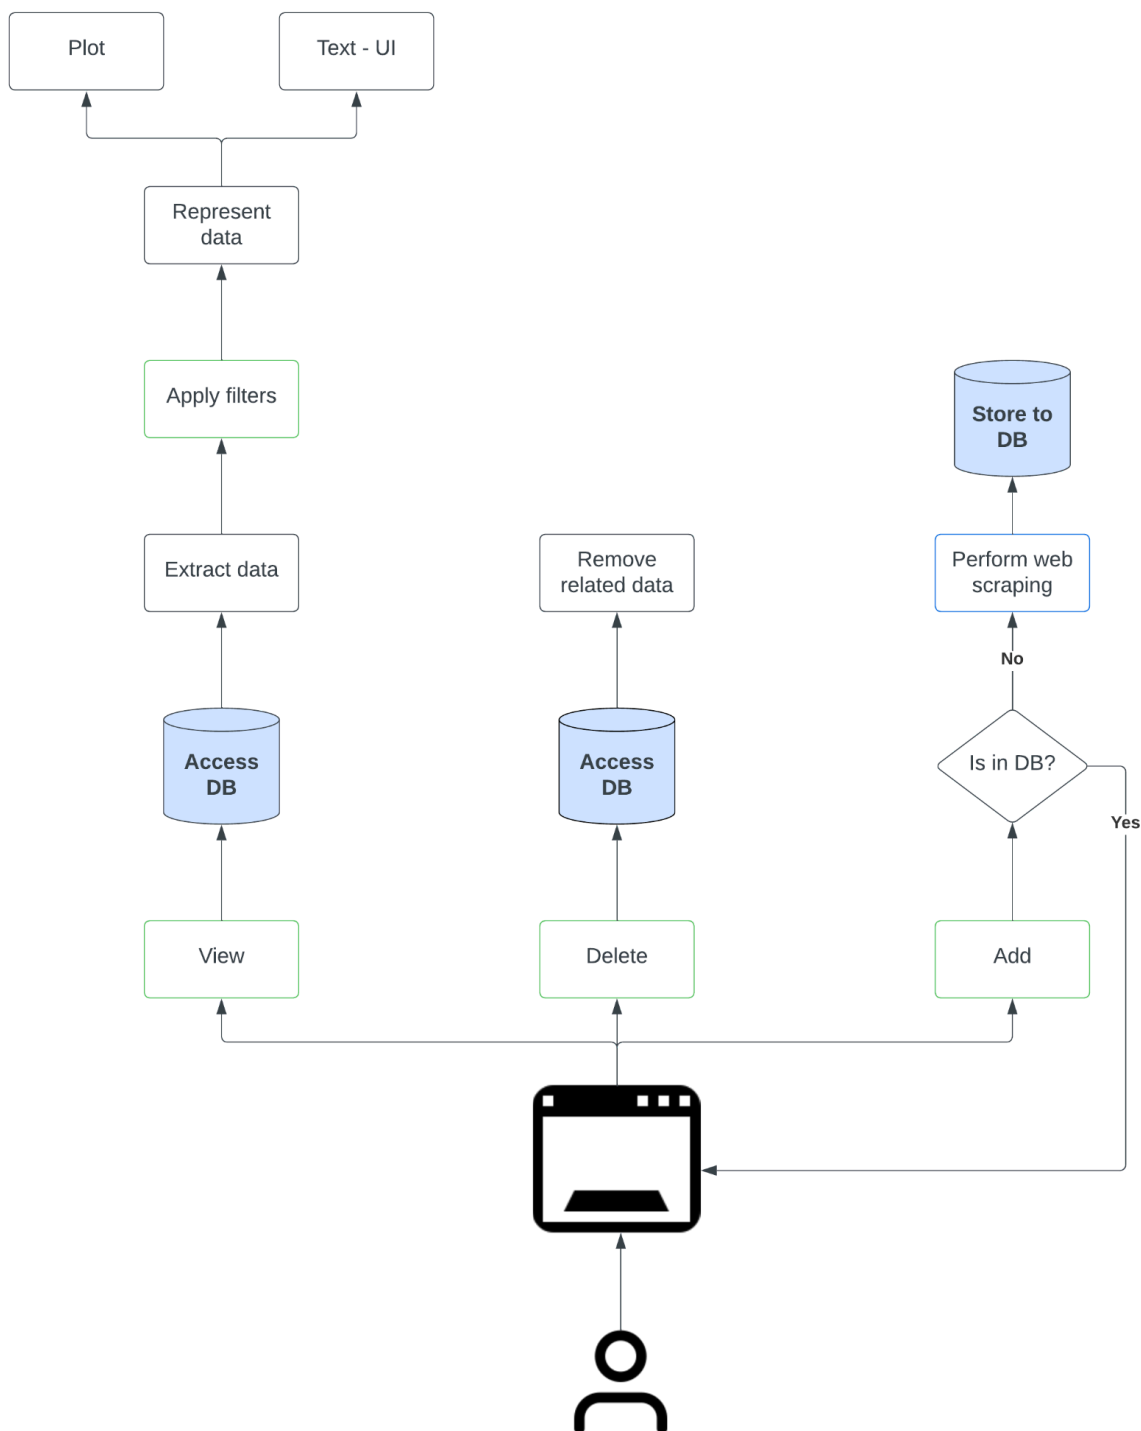 Plot
Text - UI
Represent
data
Apply filters
Store to
DB
Extract data
Remove
related data
Perform web
scraping
No
Access
DB
Access
DB
Is in DB?
Yes
View
Delete
Add